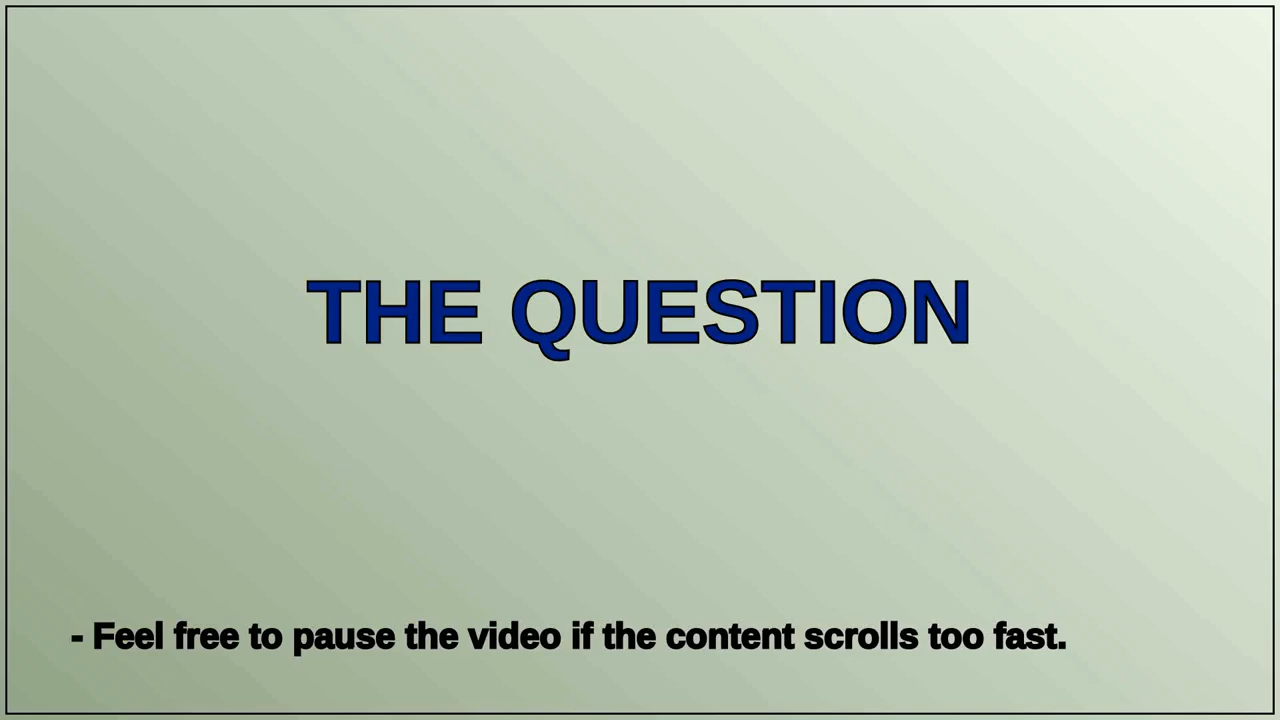 THE QUESTION
- Feel free to pause the video if the content scrolls too fast.